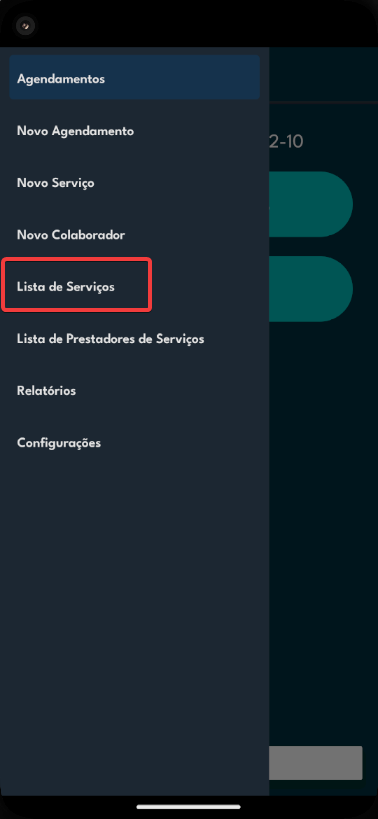 Agendamentos
2-10
Novo Agendamento
Novo Serviço
Novo Colaborador
Lista de Serviços
Lista de Prestadores de Serviços
Relatórios
Configurações